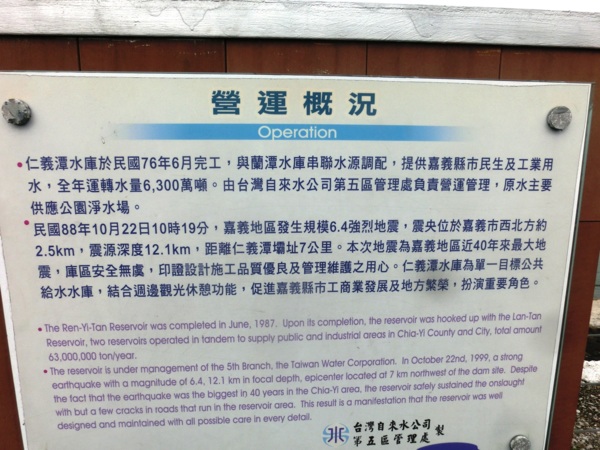 營運概況
Operation
•仁義潭水庫於民國76年6月完工，與蘭潭水庫串聯水源調配，提供嘉義縣市民生及工業用
水，全年運轉水量6,300萬噸。由台灣自來水公司第五區管理處負責營運管理，原水主要
供應公園淨水場。
•民國88年10月22日10時19分，嘉義地區發生規模6.4強烈地震，震央位於嘉義市西北方約
2.5km，震源深度12.1km，距離仁義潭壩址7公里。本次地震為嘉義地區近40年來最大地
震，庫區安全無虞，印證設計施工品質優良及管理維護之用心。仁義潭水庫為單一目標公共
給水水庫，結合週邊觀光休憩功能，促進嘉義縣市工商業發展及地方繁榮，扮演重要角色。
• The Ren-Yi-Tan Reservoir was completed in June, 1987. Upon its completion, the reservoir was hooked up with the Lan-Tan
Reservoir, two reservoirs operated in tandem to supply public and industrial areas in Chia-Yi County and City, total amount
63,000,000 ton/year.
• The reservoir is under management of the 5th Branch, the Taiwan Water Corporation. In October 22nd, 1999, a strong
earthquake with a magnitude of 6.4, 12.1 km in focal depth, epicenter located at 7 km northwest of the dam site. Despite
the fact that the earthquake was the biggest in 40 years in the Chia-Yi area, the reservoir safely sustained the onslaught
with but a few cracks in roads that run in the reservoir area. This result is a manifestation that the reservoir was well
designed and maintained with all possible care in every detail.
台灣自來水公司
第五區管理處 製